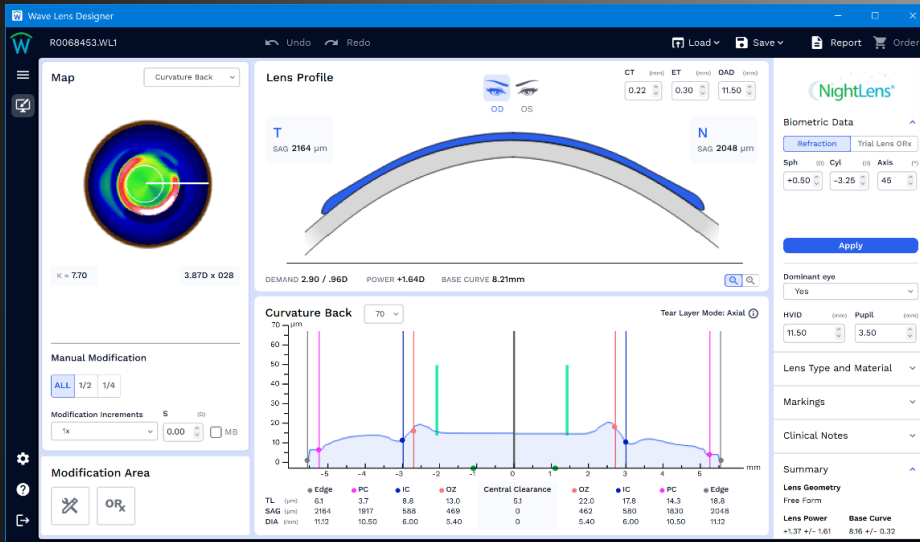 Wave Lens Designer
R0068453.WL1
Undo
Redo
Load
Save
Report
Order
Map
Curvature Back
K = 7.70
3.87D x 028
Manual Modification
ALL 1/2 1/4
Modification Increments S (D)
1x 0.00 MB
Modification Area
ORx
Lens Profile
OD OS
CT (mm) ET (mm) OAD (mm)
0.22 0.30 11.50
T
SAG 2164 µm
N
SAG 2048 µm
DEMAND 2.90 / .96D POWER +1.64D BASE CURVE 8.21mm
Curvature Back 70
Tear Layer Mode: Axial
70 µm
60
50
40
30
20
10
0
-5 -4 -3 -2 -1 0 1 2 3 4 5 mm
Edge PC IC OZ Central Clearance OZ IC PC Edge
TL (µm) 6.1 3.7 8.8 13.0 5.1 22.0 17.8 14.3 18.8
SAG (µm) 2164 1917 588 469 0 462 580 1830 2048
DIA (mm) 11.12 10.50 6.00 5.40 0 5.40 6.00 10.50 11.12
NightLens®
Biometric Data
Refraction Trial Lens ORx
Sph (D) Cyl (D) Axis (°)
+0.50 -3.25 45
Apply
Dominant eye
Yes
HVID (mm) Pupil (mm)
11.50 3.50
Lens Type and Material
Markings
Clinical Notes
Summary
Lens Geometry
Free Form
Lens Power Base Curve
+1.37 +/- 1.61 8.16 +/- 0.32